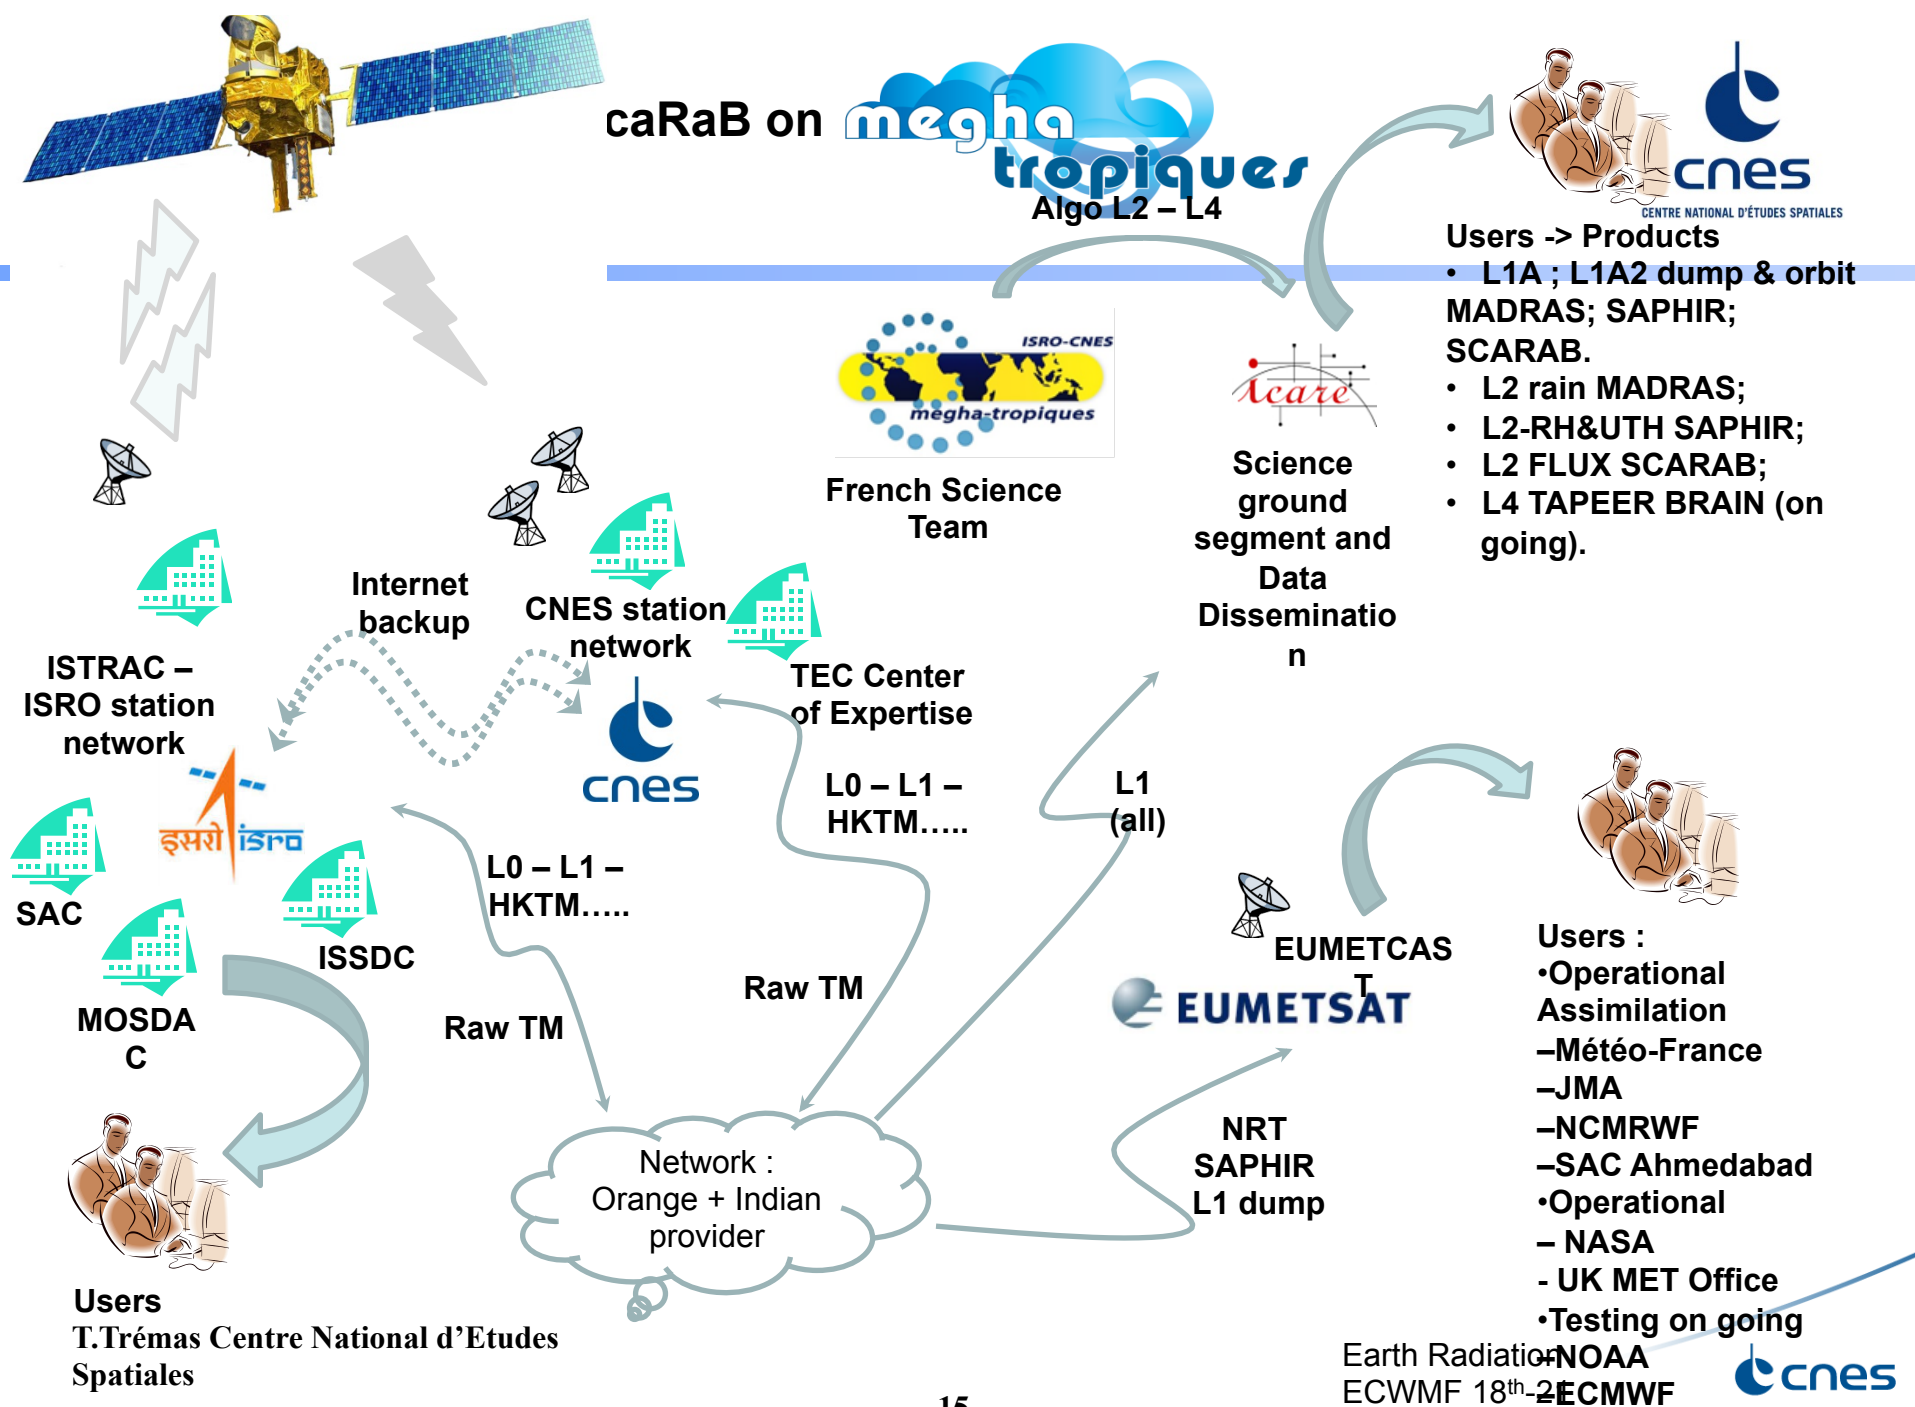 caRaB on
megha
tropiques
Algo L2 – L4
cnes
CENTRE NATIONAL D'ÉTUDES SPATIALES
Users -> Products
• L1A ; L1A2 dump & orbit
MADRAS; SAPHIR;
SCARAB.
• L2 rain MADRAS;
• L2-RH&UTH SAPHIR;
• L2 FLUX SCARAB;
• L4 TAPEER BRAIN (on
going).
ISRO-CNES
megha-tropiques
French Science
Team
Icare
Science
ground
segment and
Data
Disseminatio
n
Internet
backup
CNES station
network
cnes
TEC Center
of Expertise
ISTRAC –
ISRO station
network
इसरो isro
SAC
ISSDC
MOSDA
C
L0 – L1 –
HKTM…..
L0 – L1 –
HKTM…..
L1
(all)
Raw TM
Raw TM
EUMETCAS
T
EUMETSAT
NRT
SAPHIR
L1 dump
Network :
Orange + Indian
provider
Users :
•Operational
Assimilation
–Météo-France
–JMA
–NCMRWF
–SAC Ahmedabad
•Operational
– NASA
- UK MET Office
•Testing on going
–NOAA
–ECMWF
Users
T.Trémas Centre National d'Etudes
Spatiales
15
Earth Radiation
ECWMF 18th-21
cnes